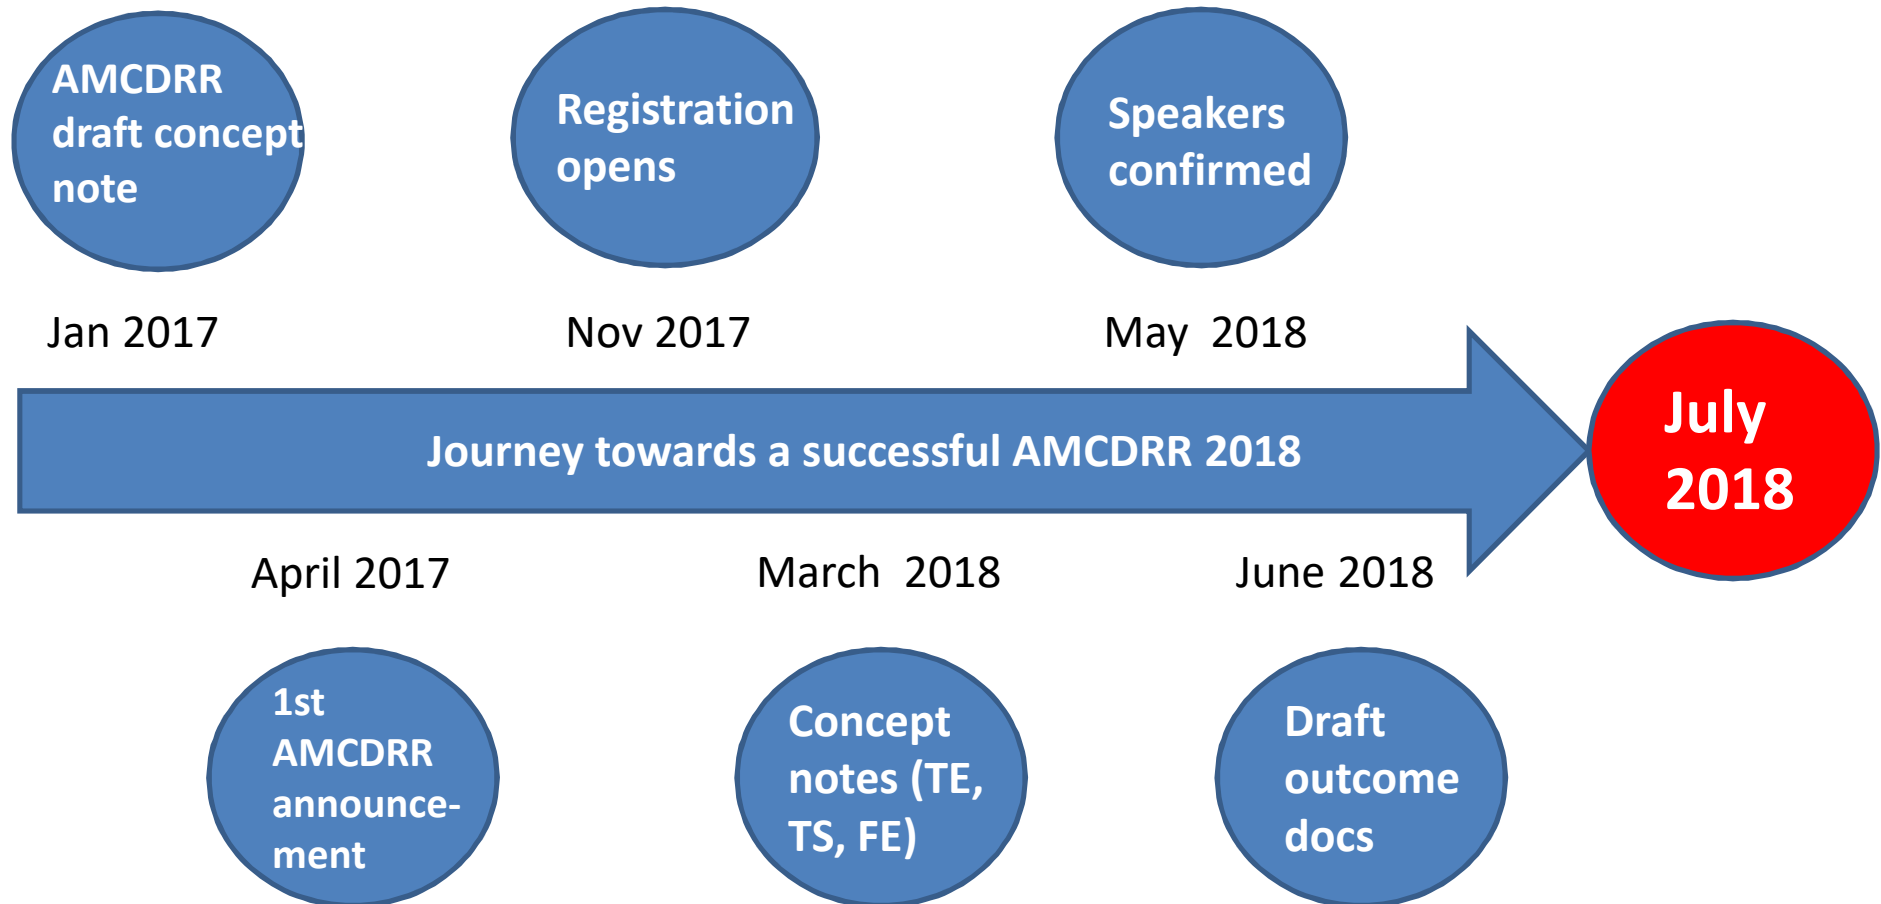 AMCDRR
draft concept
note
Registration
opens
Speakers
confirmed
Jan 2017
Nov 2017
May  2018
Journey towards a successful AMCDRR 2018
July
2018
April 2017
March  2018
June 2018
1st
AMCDRR
announce-
ment
Concept
notes (TE,
TS, FE)
Draft
outcome
docs